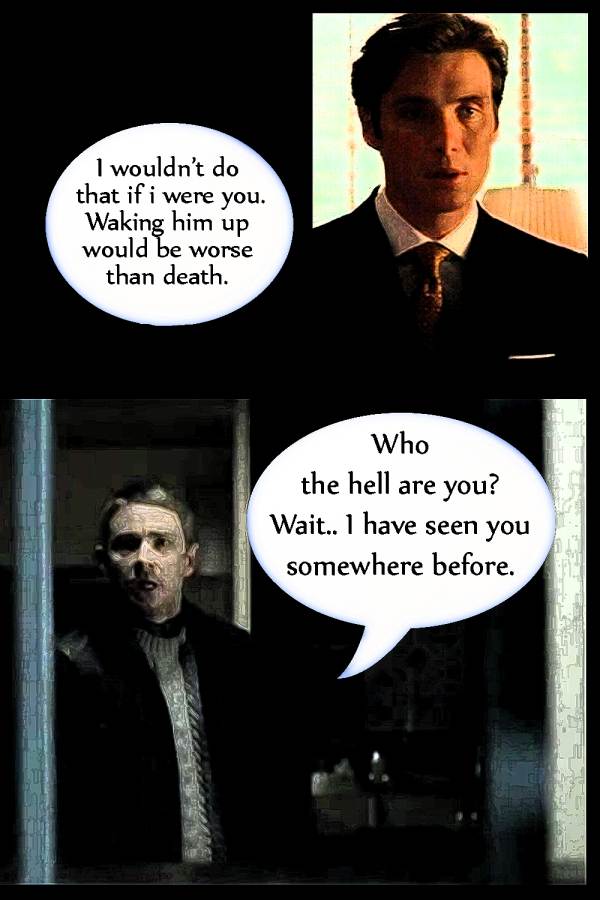 I wouldn't do
that if i were you.
Waking him up
would be worse
than death.
Who
the hell are you?
Wait.. I have seen you
somewhere before.